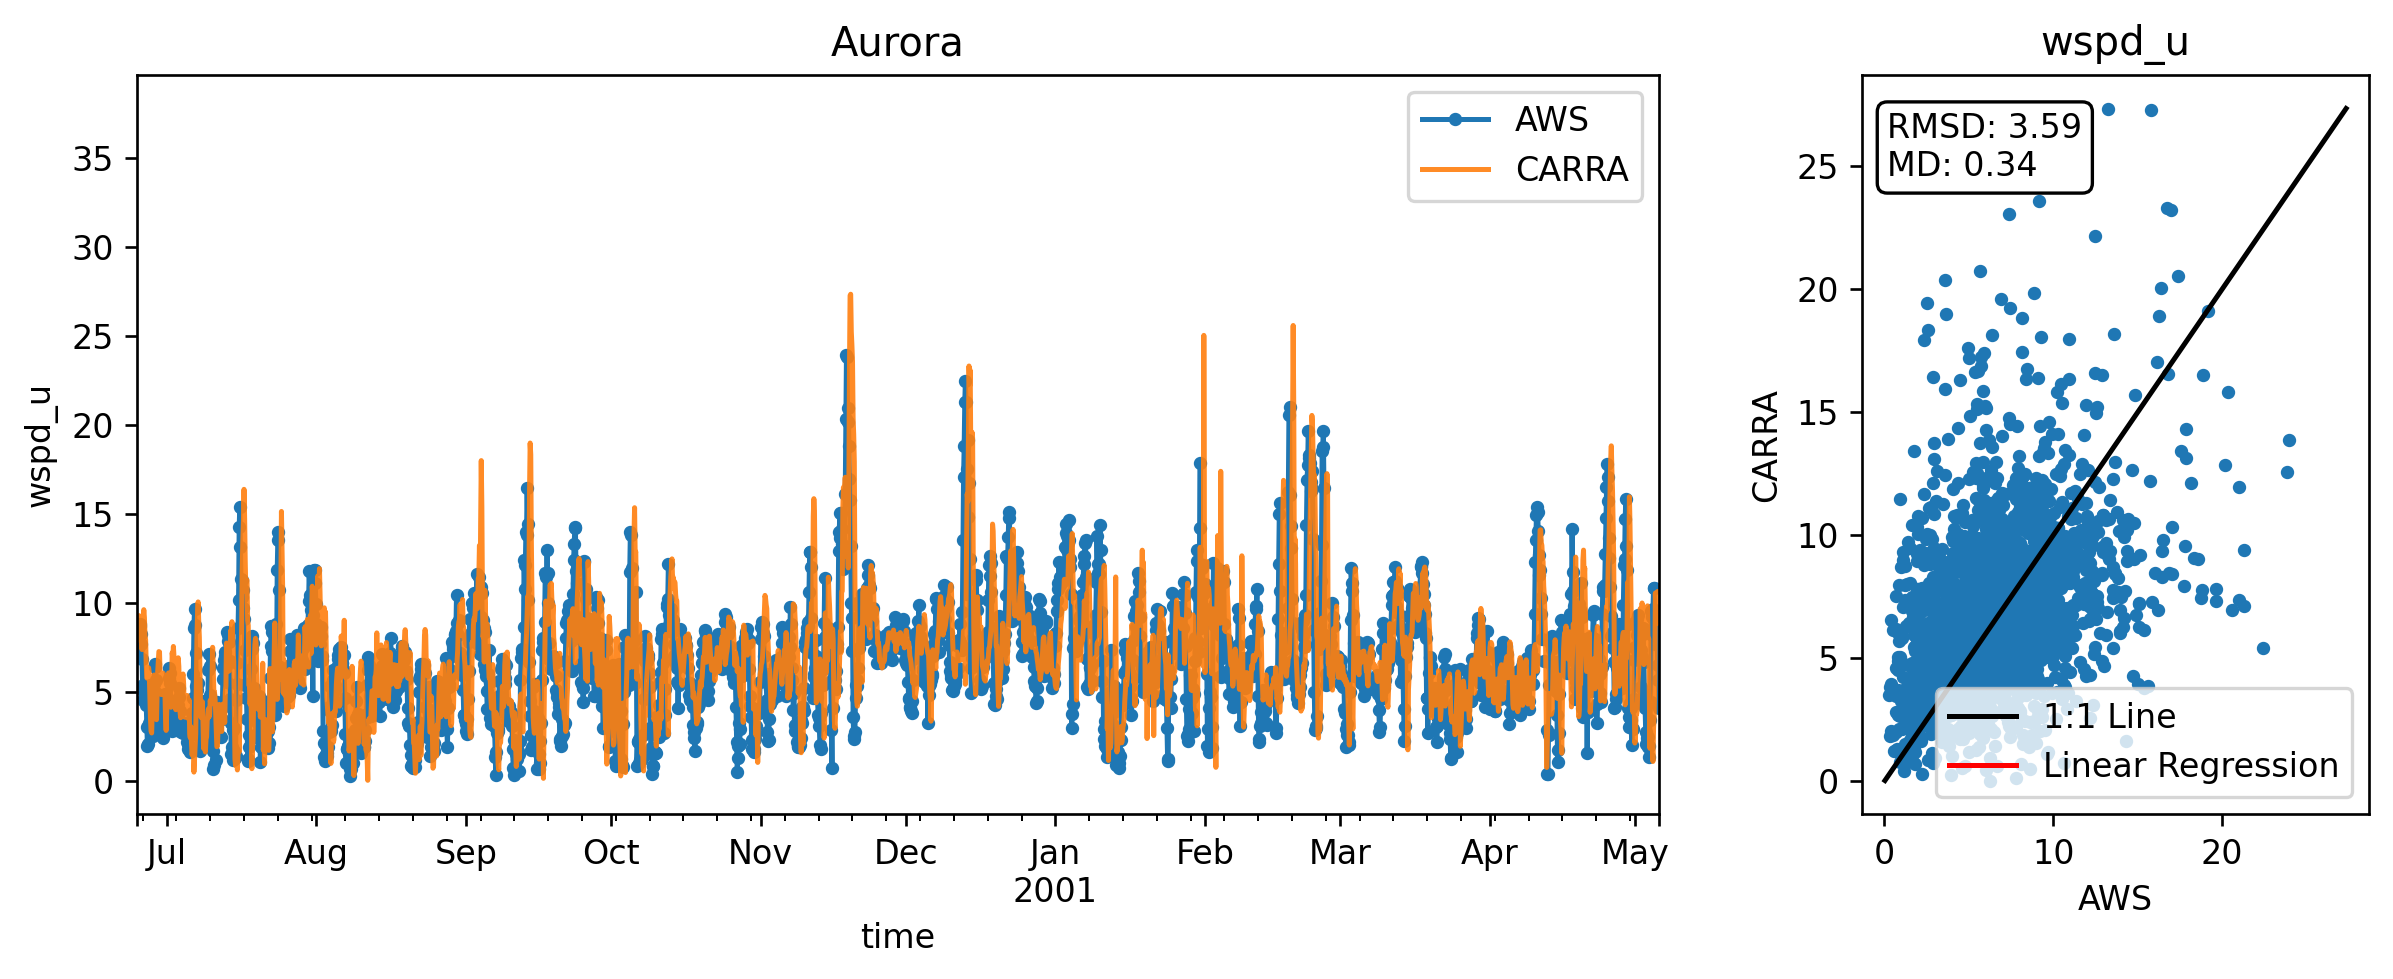 Aurora
wspd_u
35
30
25
20
15
10
5
0
AWS
CARRA
Jul Aug Sep Oct Nov Dec Jan Feb Mar Apr May
2001
time
wspd_u
CARRA
25
20
15
10
5
0
RMSD: 3.59
MD: 0.34
1:1 Line
Linear Regression
0 10 20
AWS